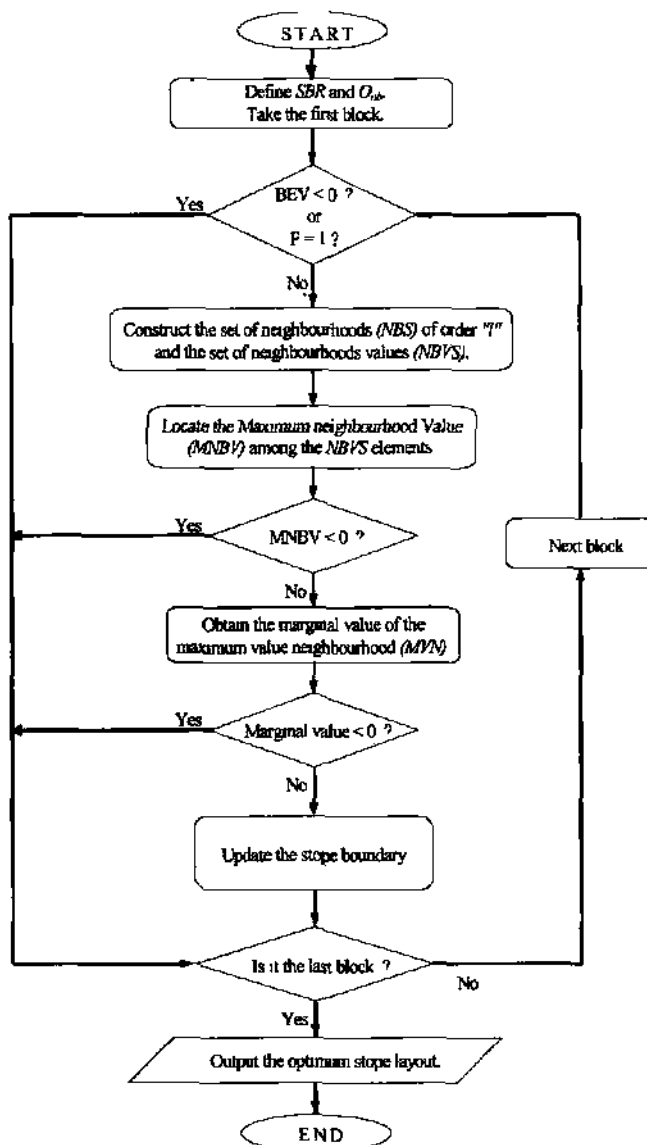 START
Define SBR and O_nb.
Take the first block.
BEV < 0 ?
Yes
or
F = 1 ?
No
Construct the set of neighbourhoods (NBS) of order "l"
and the set of neighbourhoods values (NBVS).
Locate the Maximum neighbourhood Value
(MNBV) among the NBVS elements
Yes
MNBV < 0 ?
Next block
No
Obtain the marginal value of the
maximum value neighbourhood (MVN)
Yes
Marginal value < 0 ?
No
Update the stope boundary
Is it the last block ?
No
Yes
Output the optimum stope layout.
END